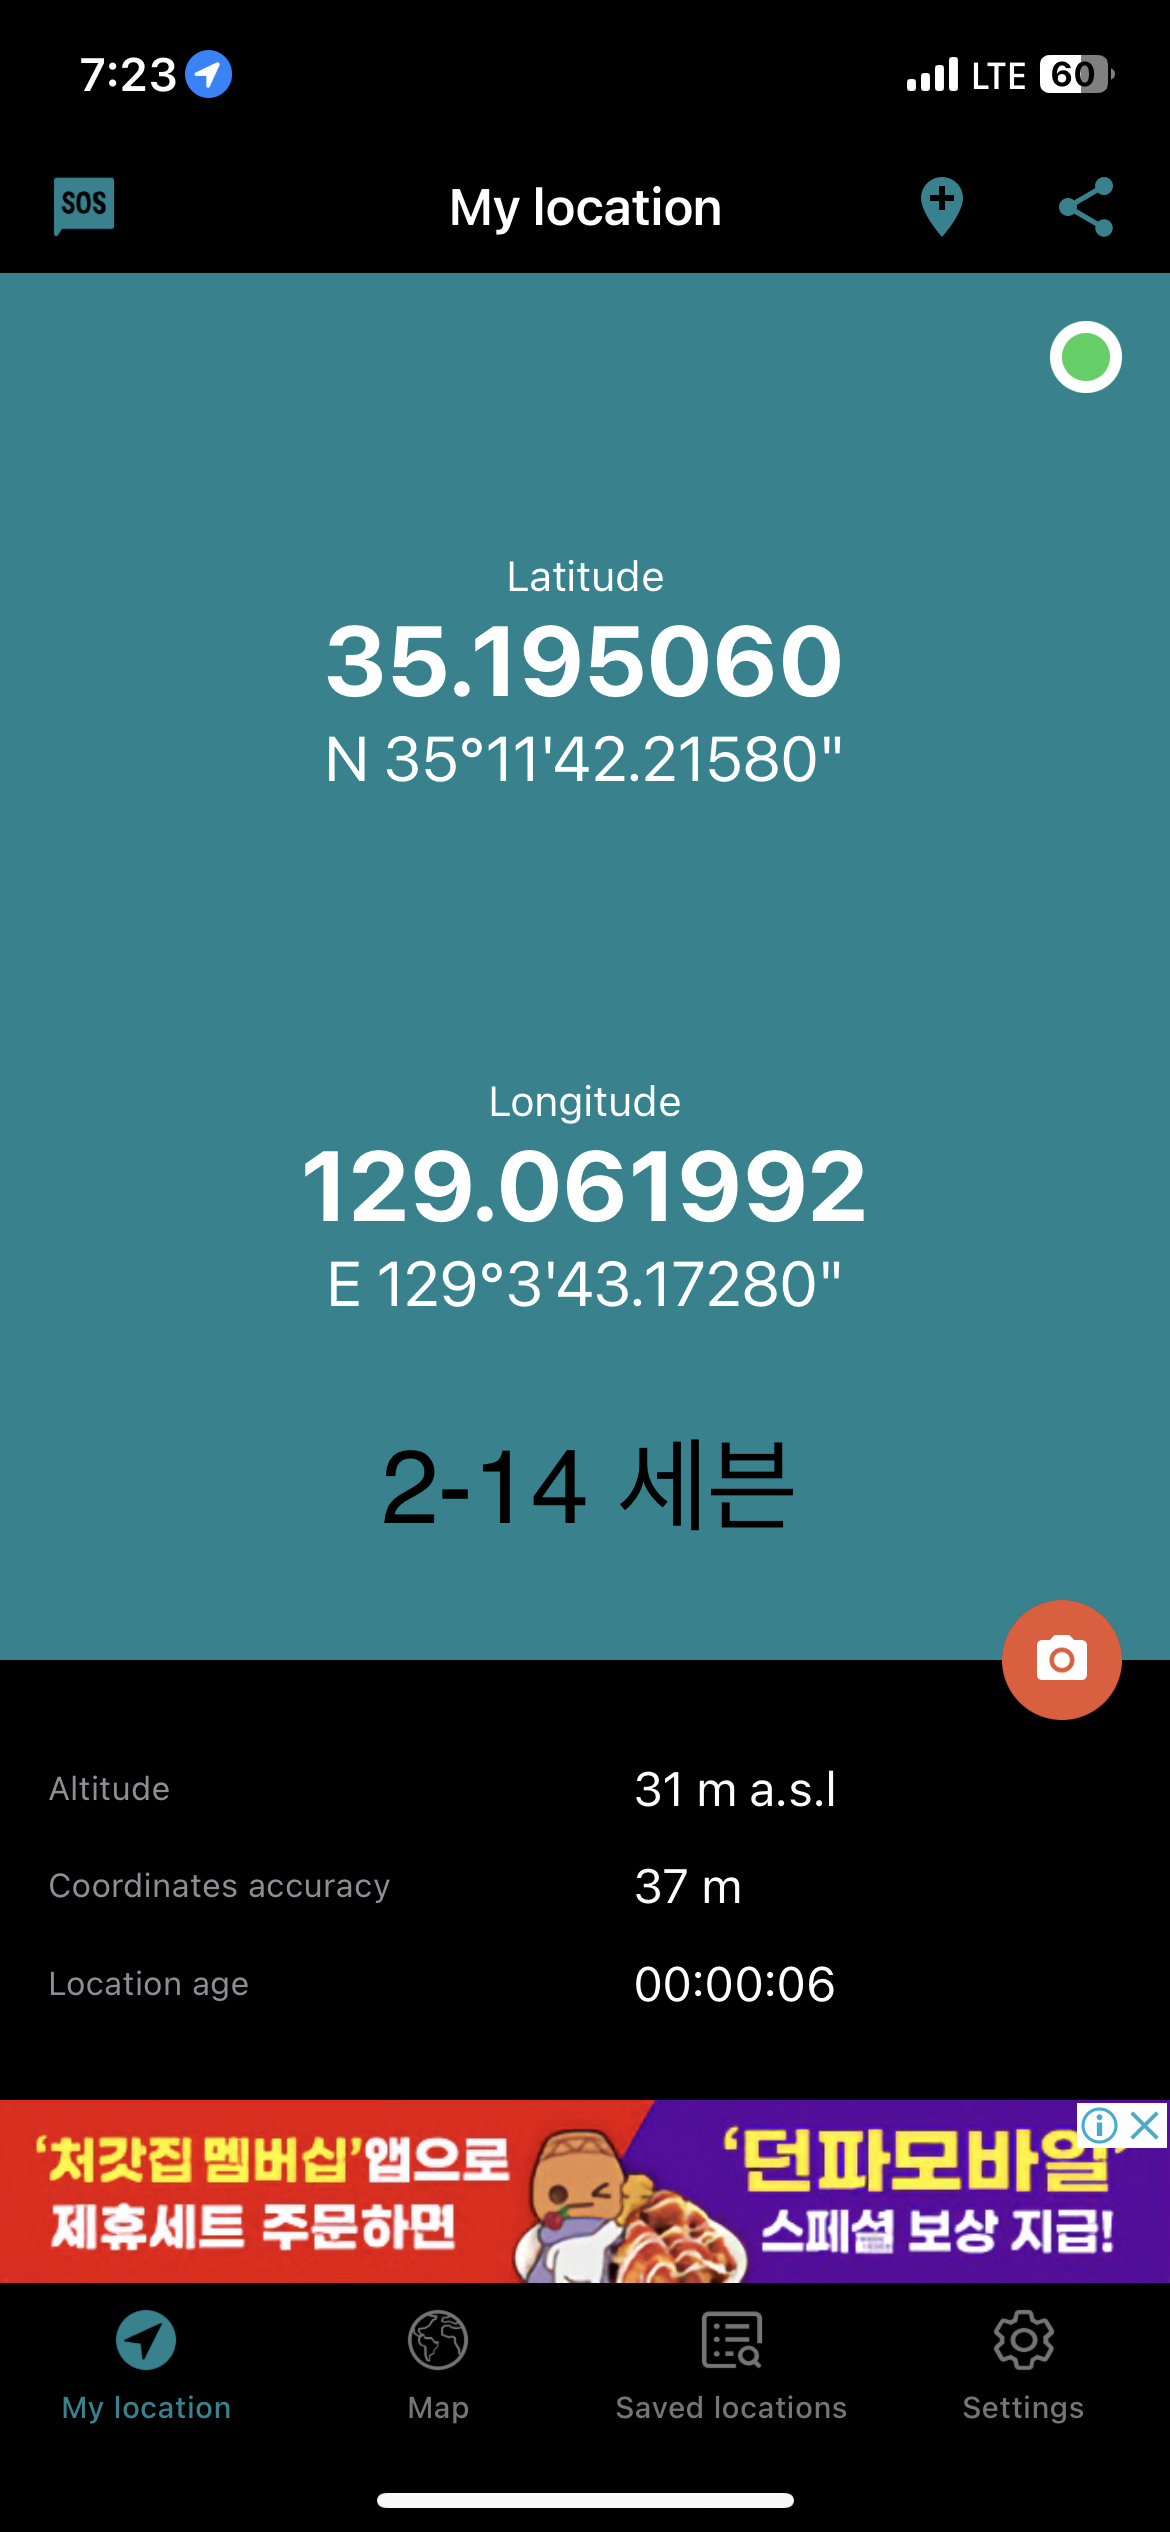 7:23 LTE 60
SOS My location
Latitude
35.195060
N 35°11'42.21580"
Longitude
129.061992
E 129°3'43.17280"
2-14 세븐
Altitude 31 m a.s.l
Coordinates accuracy 37 m
Location age 00:00:06
‘처갓집 멤버십’앱으로
제휴세트 주문하면
‘던파모바일’
스페셜 보상 지급!
My location Map Saved locations Settings